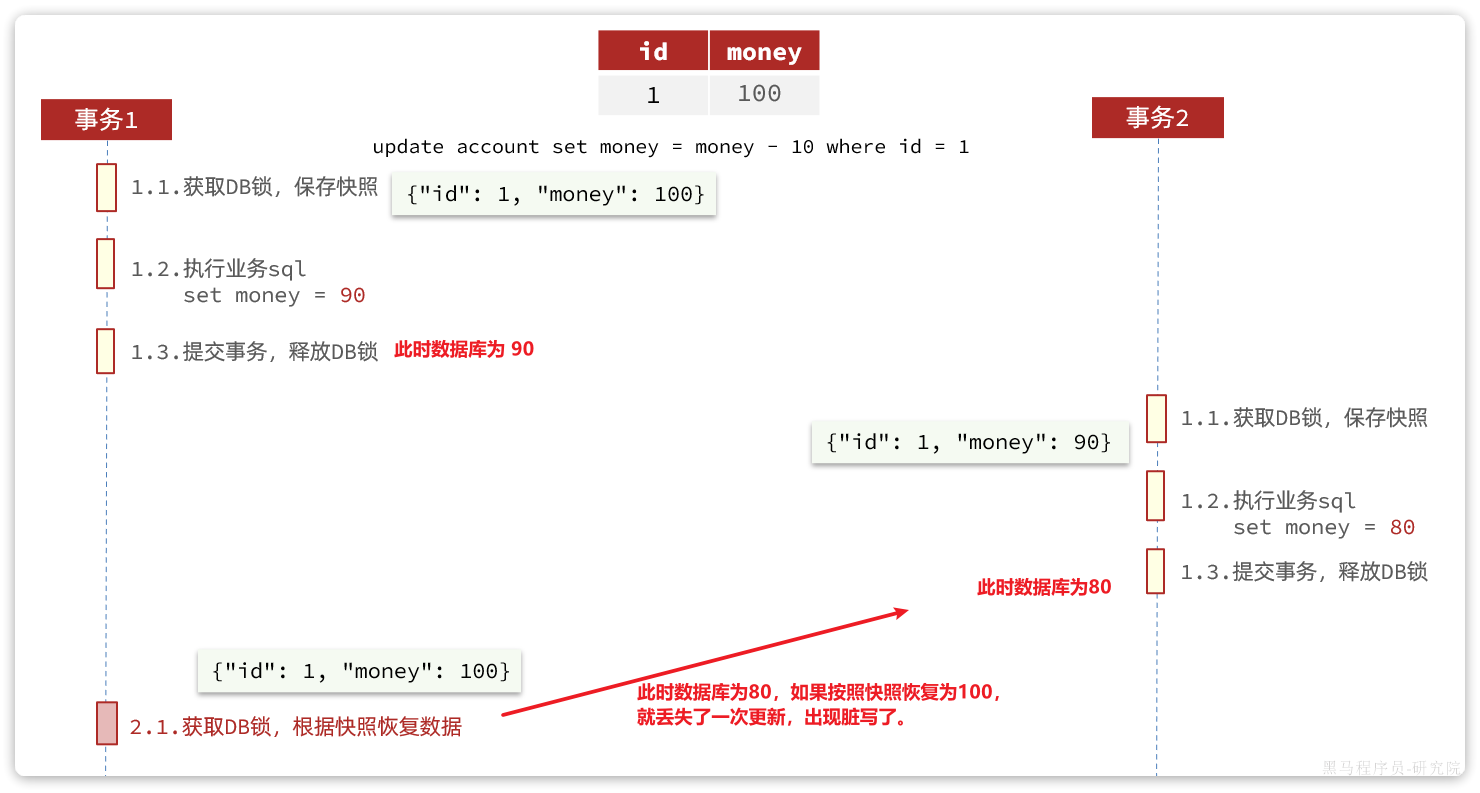 id money
1 100
事务1
事务2
update account set money = money - 10 where id = 1
1.1.获取DB锁，保存快照
{"id": 1, "money": 100}
1.2.执行业务sql
set money = 90
1.3.提交事务，释放DB锁
此时数据库为 90
1.1.获取DB锁，保存快照
{"id": 1, "money": 90}
1.2.执行业务sql
set money = 80
1.3.提交事务，释放DB锁
此时数据库为80
{"id": 1, "money": 100}
此时数据库为80，如果按照快照恢复为100，
就丢失了一次更新，出现脏写了。
2.1.获取DB锁，根据快照恢复数据
黑马程序员-研究院